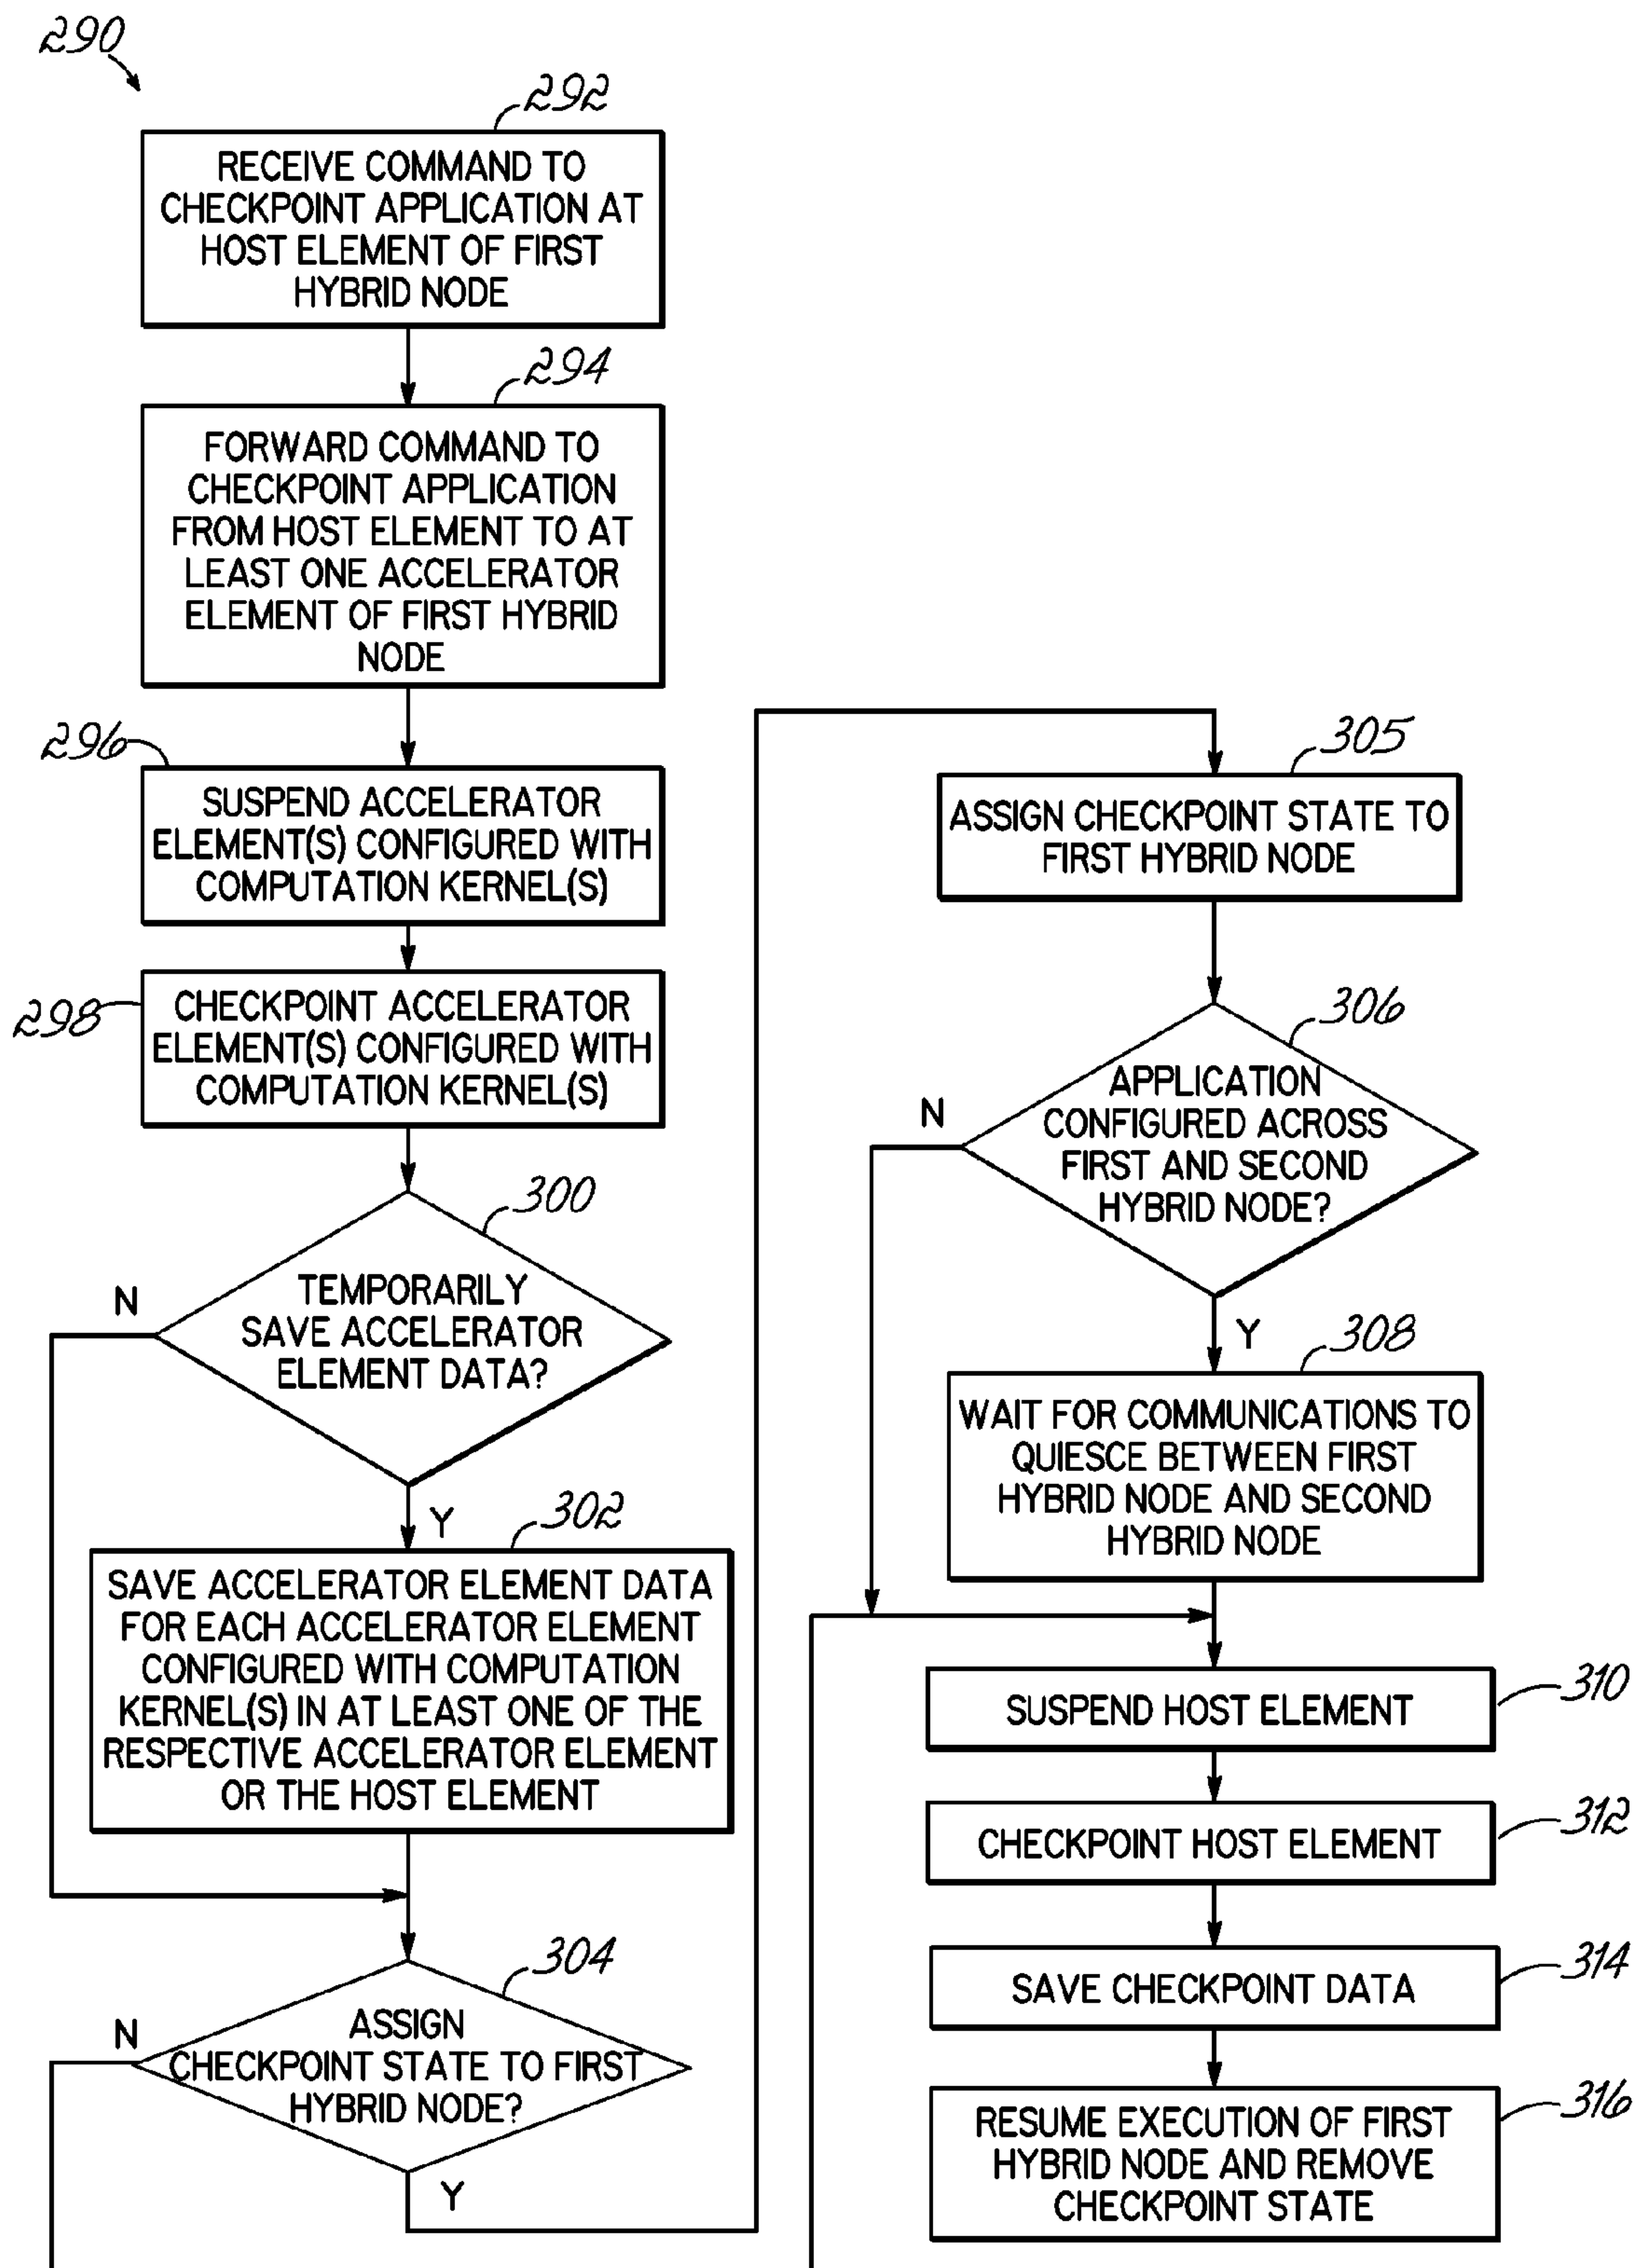 290
292
RECEIVE COMMAND TO
CHECKPOINT APPLICATION AT
HOST ELEMENT OF FIRST
HYBRID NODE
294
FORWARD COMMAND TO
CHECKPOINT APPLICATION
FROM HOST ELEMENT TO AT
LEAST ONE ACCELERATOR
ELEMENT OF FIRST HYBRID
NODE
296
SUSPEND ACCELERATOR
ELEMENT(S) CONFIGURED WITH
COMPUTATION KERNEL(S)
298
CHECKPOINT ACCELERATOR
ELEMENT(S) CONFIGURED WITH
COMPUTATION KERNEL(S)
300
N
TEMPORARILY
SAVE ACCELERATOR
ELEMENT DATA?
Y
302
SAVE ACCELERATOR ELEMENT DATA
FOR EACH ACCELERATOR ELEMENT
CONFIGURED WITH COMPUTATION
KERNEL(S) IN AT LEAST ONE OF THE
RESPECTIVE ACCELERATOR ELEMENT
OR THE HOST ELEMENT
304
N
ASSIGN
CHECKPOINT STATE TO FIRST
HYBRID NODE?
Y
305
ASSIGN CHECKPOINT STATE TO
FIRST HYBRID NODE
306
N
APPLICATION
CONFIGURED ACROSS
FIRST AND SECOND
HYBRID NODE?
Y
308
WAIT FOR COMMUNICATIONS TO
QUIESCE BETWEEN FIRST
HYBRID NODE AND SECOND
HYBRID NODE
310
SUSPEND HOST ELEMENT
312
CHECKPOINT HOST ELEMENT
314
SAVE CHECKPOINT DATA
316
RESUME EXECUTION OF FIRST
HYBRID NODE AND REMOVE
CHECKPOINT STATE